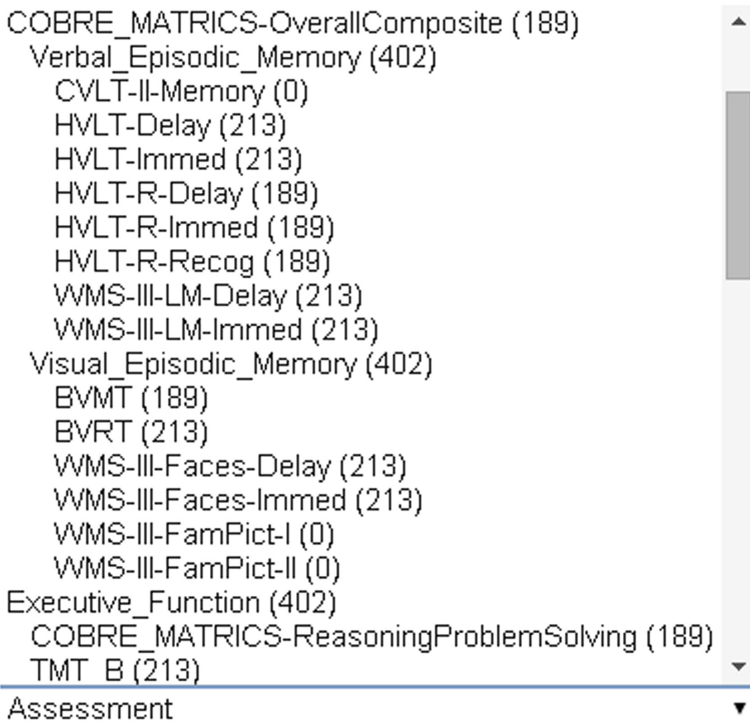 COBRE_MATRICS-OverallComposite (189)
Verbal_Episodic_Memory (402)
CVLT-II-Memory (0)
HVLT-Delay (213)
HVLT-Immed (213)
HVLT-R-Delay (189)
HVLT-R-Immed (189)
HVLT-R-Recog (189)
WMS-III-LM-Delay (213)
WMS-III-LM-Immed (213)
Visual_Episodic_Memory (402)
BVMT (189)
BVRT (213)
WMS-III-Faces-Delay (213)
WMS-III-Faces-Immed (213)
WMS-III-FamPict-I (0)
WMS-III-FamPict-II (0)
Executive_Function (402)
COBRE_MATRICS-ReasoningProblemSolving (189)
TMT_B (213)
Assessment